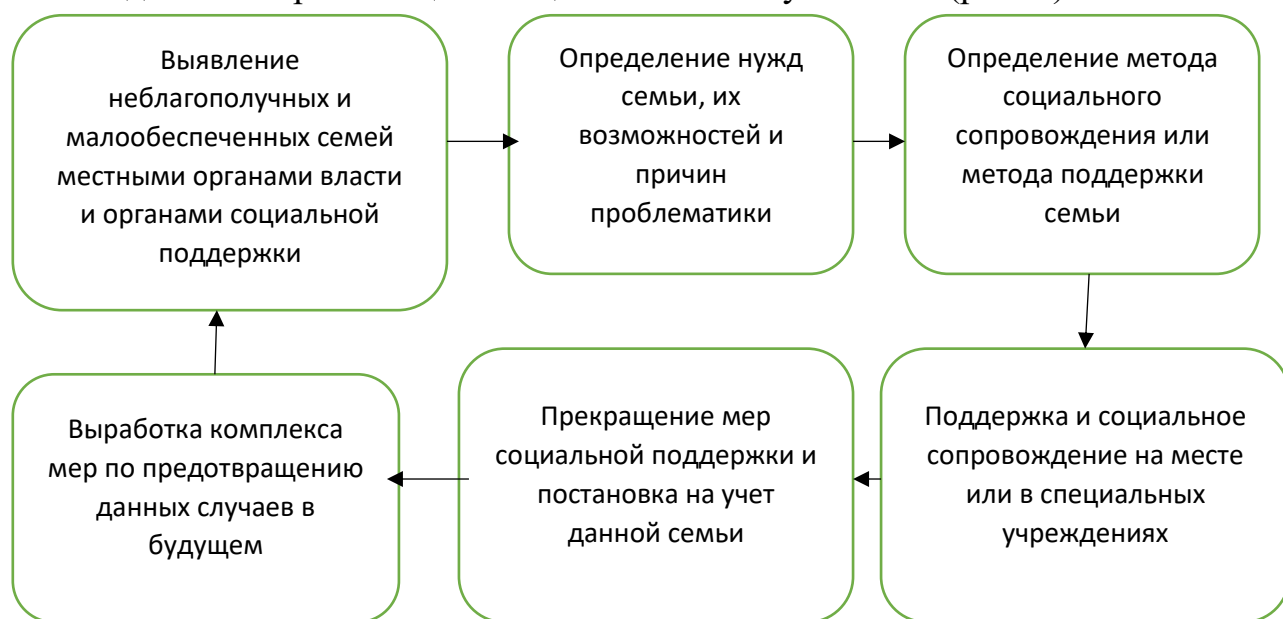 Выявление
неблагополучных и
малообеспеченных семей
местными органами власти
и органами социальной
поддержки
Определение нужд
семьи, их
возможностей и
причин
проблематики
Определение метода
социального
сопровождения или
метода поддержки
семьи
Поддержка и социальное
сопровождение на месте
или в специальных
учреждениях
Прекращение мер
социальной поддержки и
постановка на учет
данной семьи
Выработка комплекса
мер по предотвращению
данных случаев в
будущем